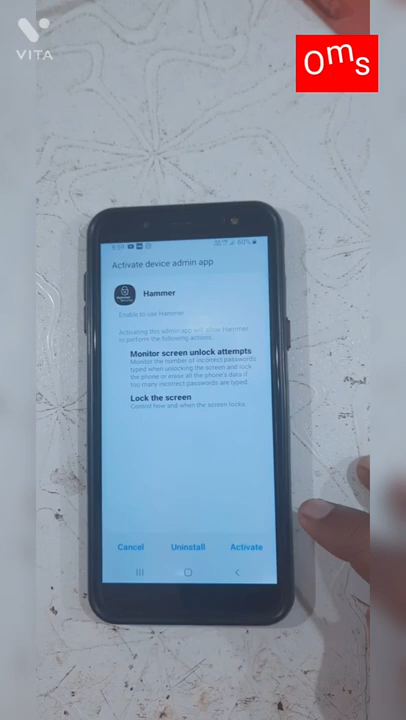 VITA
oms
Activate device admin app
Hammer
Enable to use Hammer
Activating this admin app will allow Hammer
to perform the following actions:
Monitor screen unlock attempts
Monitor the number of incorrect passwords
typed when unlocking the screen and lock
the phone or erase all the phone's data if
too many incorrect passwords are typed.
Lock the screen
Control how and when the screen locks.
Cancel
Uninstall
Activate